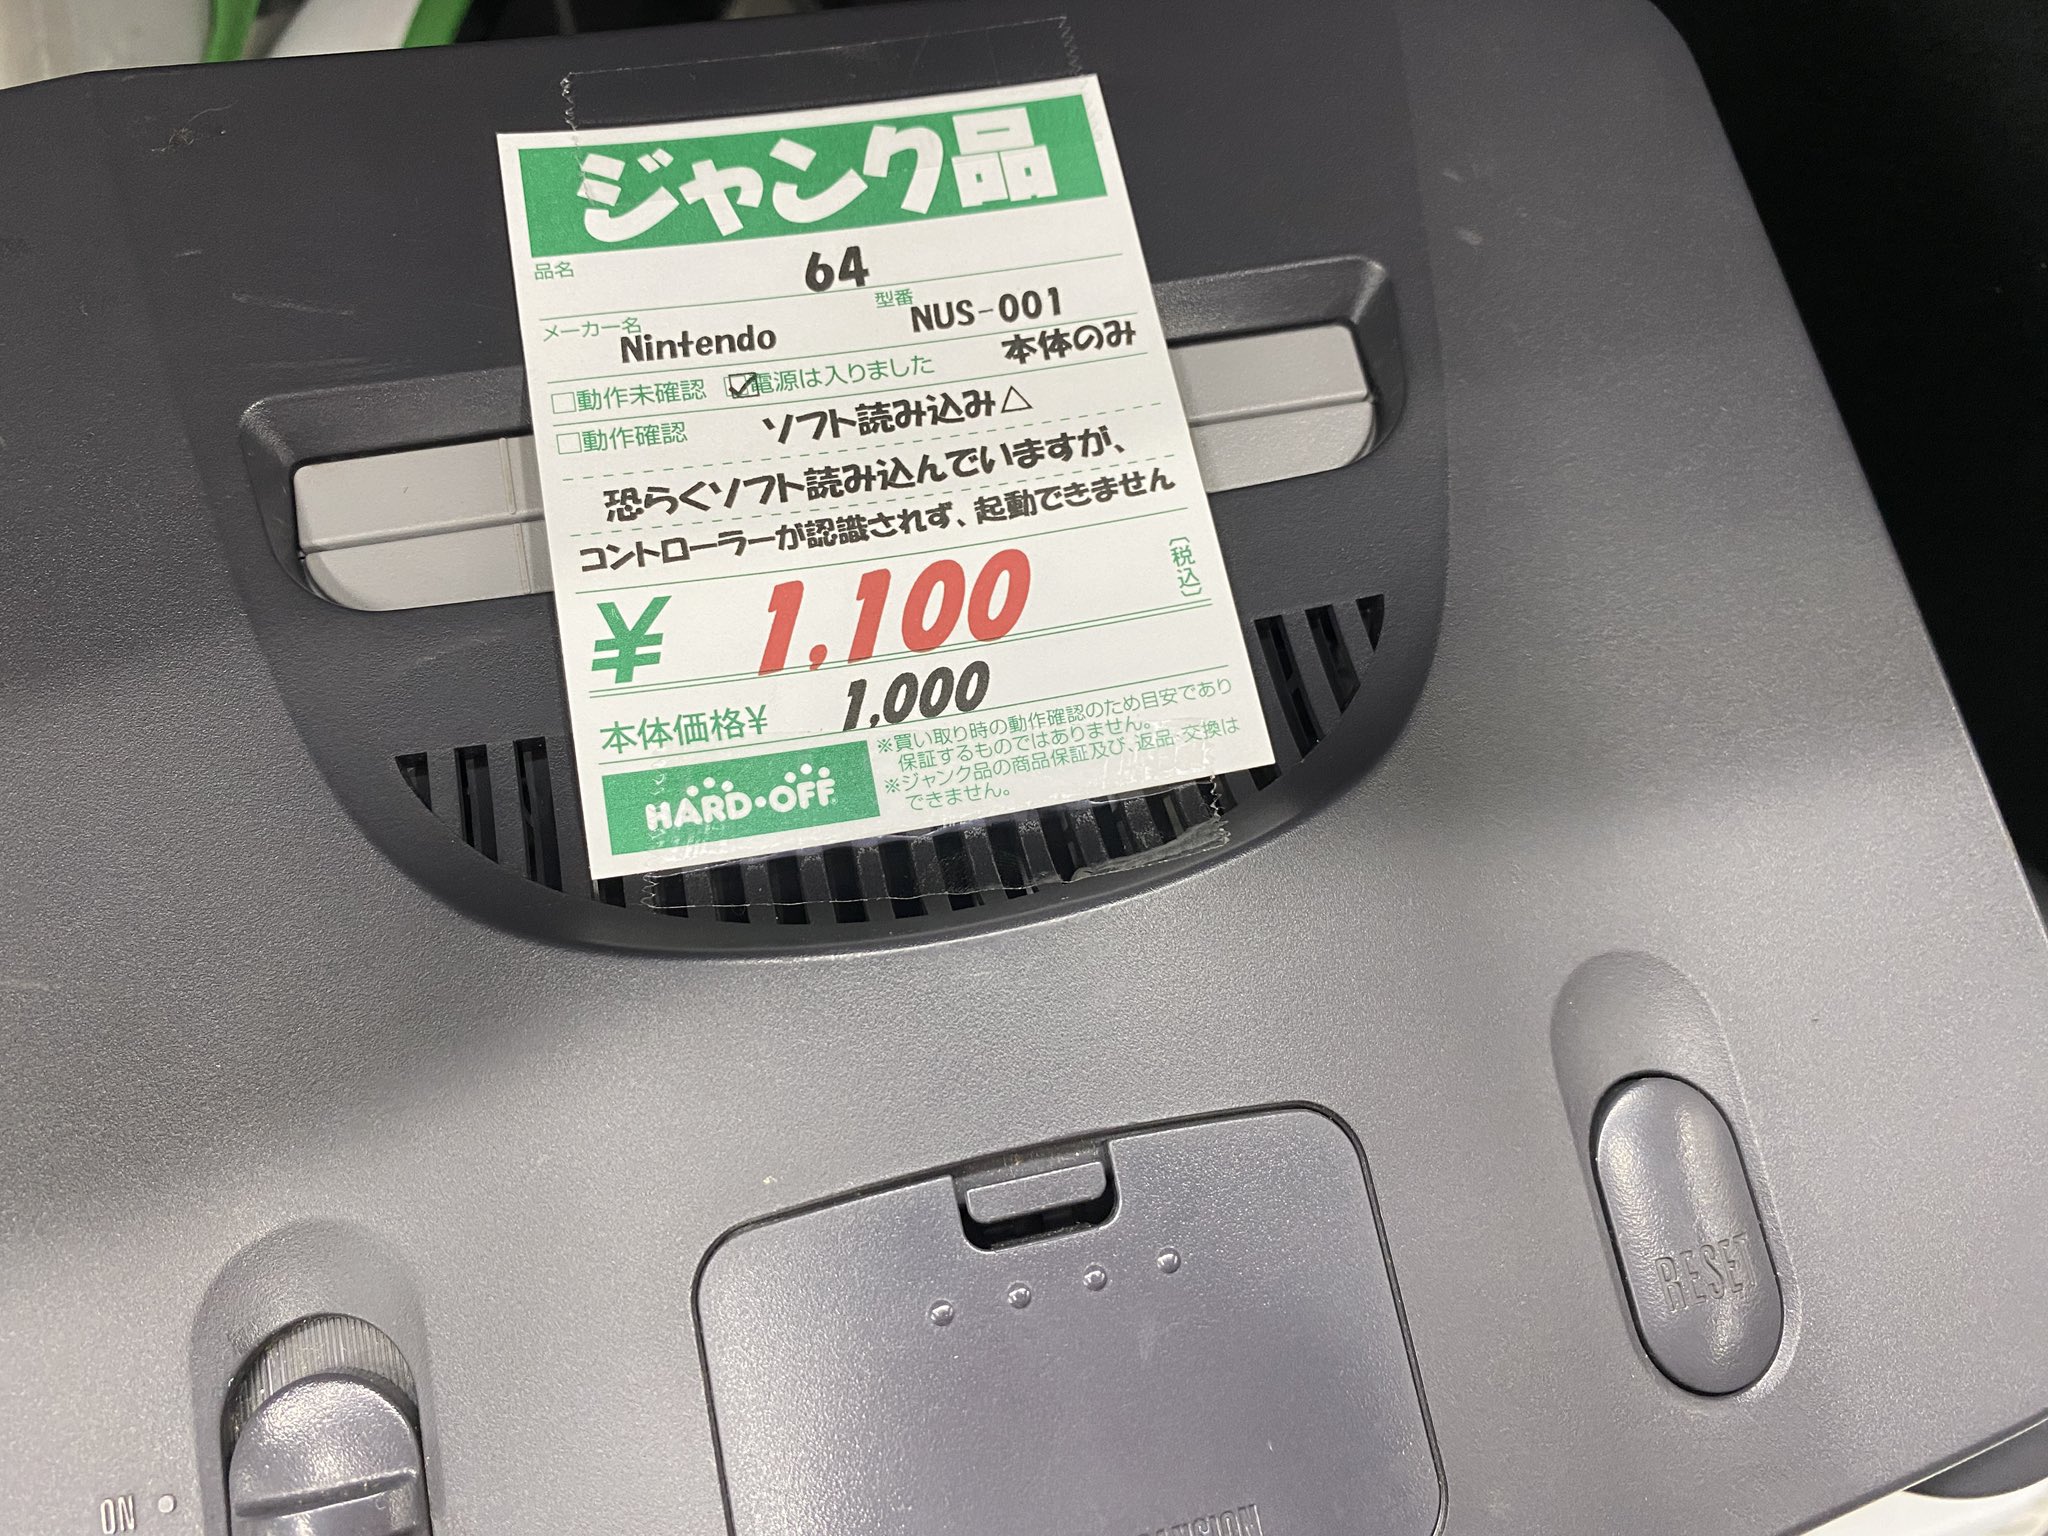 ジャンク品
品名 64
メーカー名 Nintendo 型番 NUS-001
本体のみ
□動作未確認 ☑電源は入りました
□動作確認 ソフト読み込み△
恐らくソフト読み込んでいますが、
コントローラーが認識されず、起動できません
¥ 1,100 〔税込〕
本体価格¥ 1,000
HARD・OFF
※買い取り時の動作確認のため目安であり
保証するものではありません。
※ジャンク品の商品保証及び、返品、交換は
できません。
RESET
ON